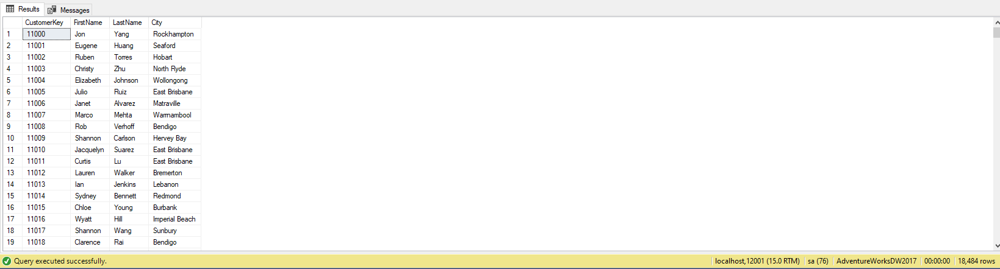 Results Messages
CustomerKey FirstName LastName City
1 11000 Jon Yang Rockhampton
2 11001 Eugene Huang Seaford
3 11002 Ruben Torres Hobart
4 11003 Christy Zhu North Ryde
5 11004 Elizabeth Johnson Wollongong
6 11005 Julio Ruiz East Brisbane
7 11006 Janet Alvarez Matraville
8 11007 Marco Mehta Warrnambool
9 11008 Rob Verhoff Bendigo
10 11009 Shannon Carlson Hervey Bay
11 11010 Jacquelyn Suarez East Brisbane
12 11011 Curtis Lu East Brisbane
13 11012 Lauren Walker Bremerton
14 11013 Ian Jenkins Lebanon
15 11014 Sydney Bennett Redmond
16 11015 Chloe Young Burbank
17 11016 Wyatt Hill Imperial Beach
18 11017 Shannon Wang Sunbury
19 11018 Clarence Rai Bendigo
Query executed successfully. localhost,12001 (15.0 RTM) sa (76) AdventureWorksDW2017 00:00:00 18,484 rows